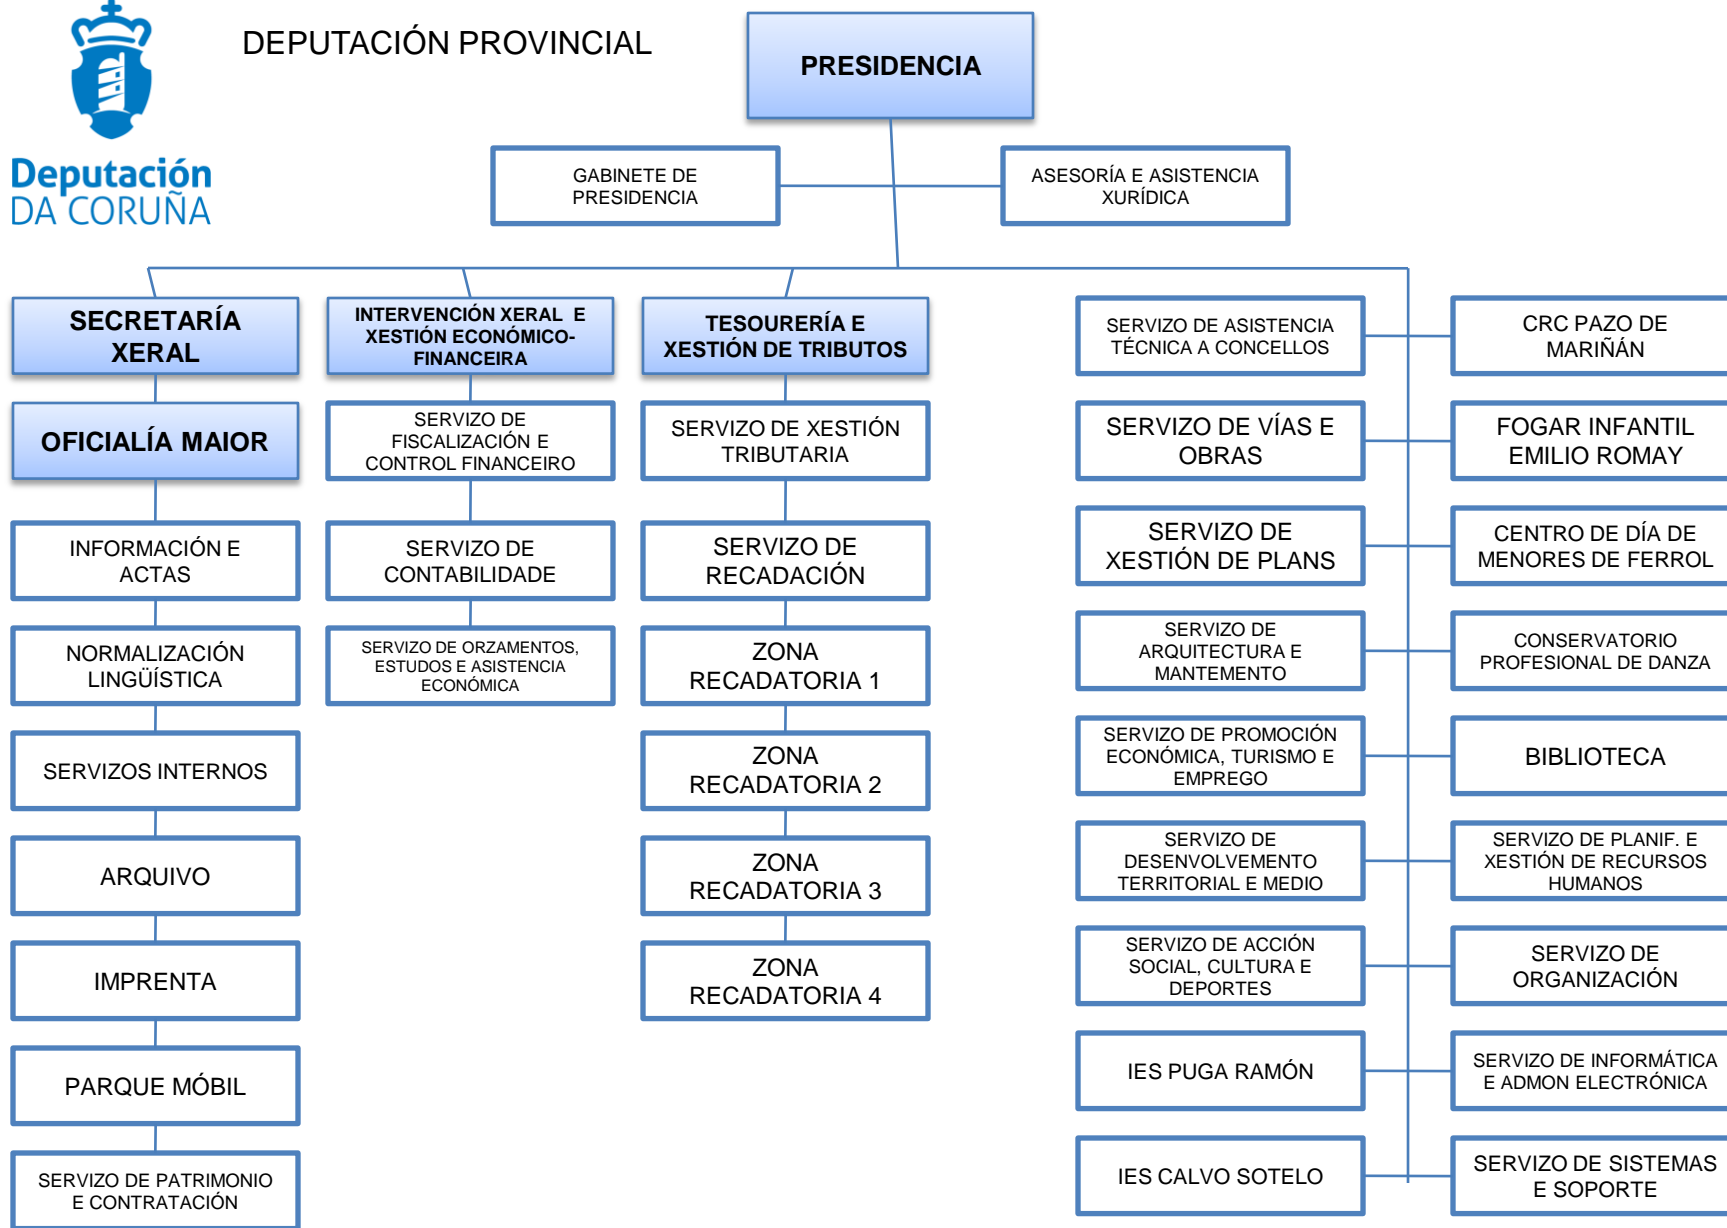 Deputación
DA CORUÑA
DEPUTACIÓN PROVINCIAL
PRESIDENCIA
GABINETE DE
PRESIDENCIA
ASESORÍA E ASISTENCIA
XURÍDICA
SECRETARÍA
XERAL
OFICIALÍA MAIOR
INFORMACIÓN E
ACTAS
NORMALIZACIÓN
LINGÜÍSTICA
SERVIZOS INTERNOS
ARQUIVO
IMPRENTA
PARQUE MÓBIL
SERVIZO DE PATRIMONIO
E CONTRATACIÓN
INTERVENCIÓN XERAL E
XESTIÓN ECONÓMICO-
FINANCEIRA
SERVIZO DE
FISCALIZACIÓN E
CONTROL FINANCEIRO
SERVIZO DE
CONTABILIDADE
SERVIZO DE ORZAMENTOS,
ESTUDOS E ASISTENCIA
ECONÓMICA
TESOURERÍA E
XESTIÓN DE TRIBUTOS
SERVIZO DE XESTIÓN
TRIBUTARIA
SERVIZO DE
RECADACIÓN
ZONA
RECADATORIA 1
ZONA
RECADATORIA 2
ZONA
RECADATORIA 3
ZONA
RECADATORIA 4
SERVIZO DE ASISTENCIA
TÉCNICA A CONCELLOS
SERVIZO DE VÍAS E
OBRAS
SERVIZO DE
XESTIÓN DE PLANS
SERVIZO DE
ARQUITECTURA E
MANTEMENTO
SERVIZO DE PROMOCIÓN
ECONÓMICA, TURISMO E
EMPREGO
SERVIZO DE
DESENVOLVEMENTO
TERRITORIAL E MEDIO
SERVIZO DE ACCIÓN
SOCIAL, CULTURA E
DEPORTES
IES PUGA RAMÓN
IES CALVO SOTELO
CRC PAZO DE
MARIÑÁN
FOGAR INFANTIL
EMILIO ROMAY
CENTRO DE DÍA DE
MENORES DE FERROL
CONSERVATORIO
PROFESIONAL DE DANZA
BIBLIOTECA
SERVIZO DE PLANIF. E
XESTIÓN DE RECURSOS
HUMANOS
SERVIZO DE
ORGANIZACIÓN
SERVIZO DE INFORMÁTICA
E ADMON ELECTRÓNICA
SERVIZO DE SISTEMAS
E SOPORTE